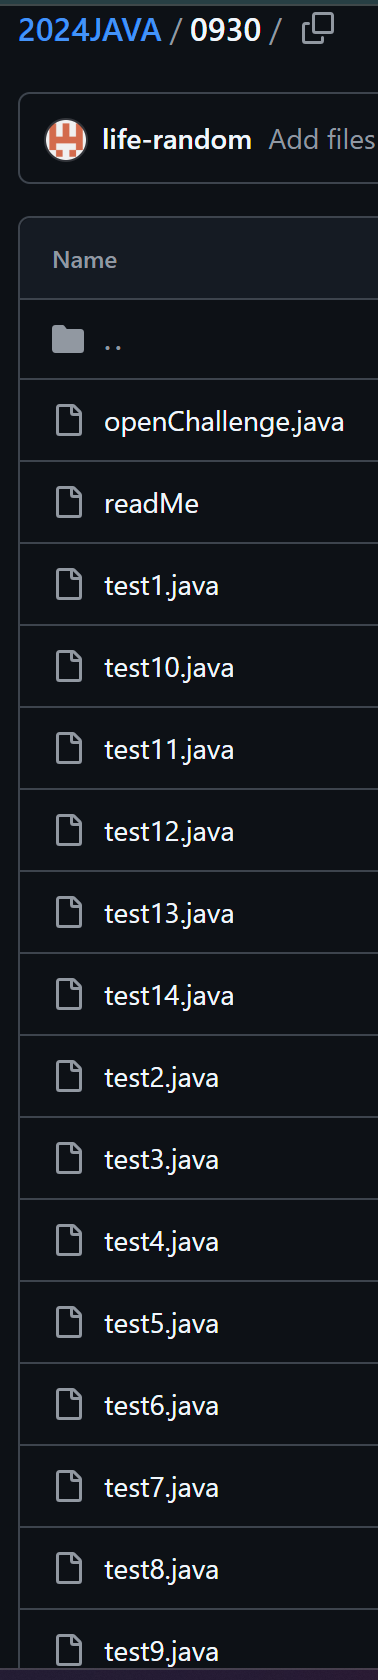 2024JAVA / 0930 /
life-random Add files
Name
..
openChallenge.java
readMe
test1.java
test10.java
test11.java
test12.java
test13.java
test14.java
test2.java
test3.java
test4.java
test5.java
test6.java
test7.java
test8.java
test9.java